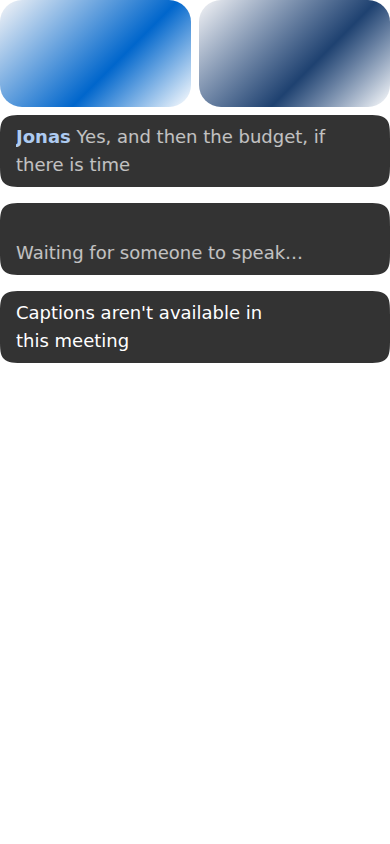 Jonas Yes, and then the budget, if
there is time
Waiting for someone to speak…
Captions aren't available in
this meeting